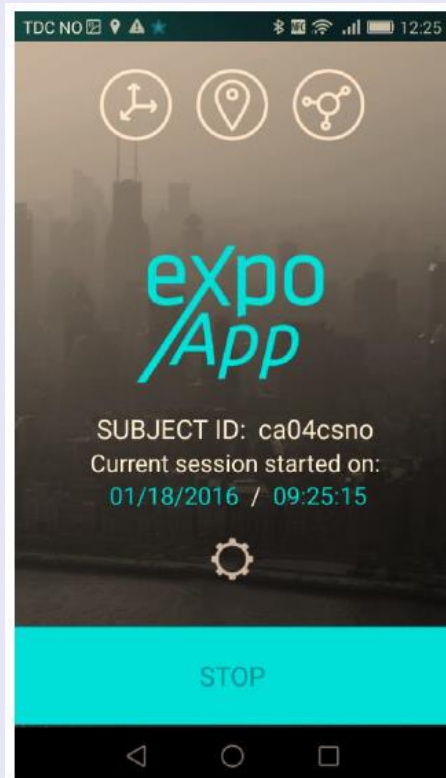 TDC NO 12:25
expo
App
SUBJECT ID: ca04csno
Current session started on:
01/18/2016 / 09:25:15
STOP